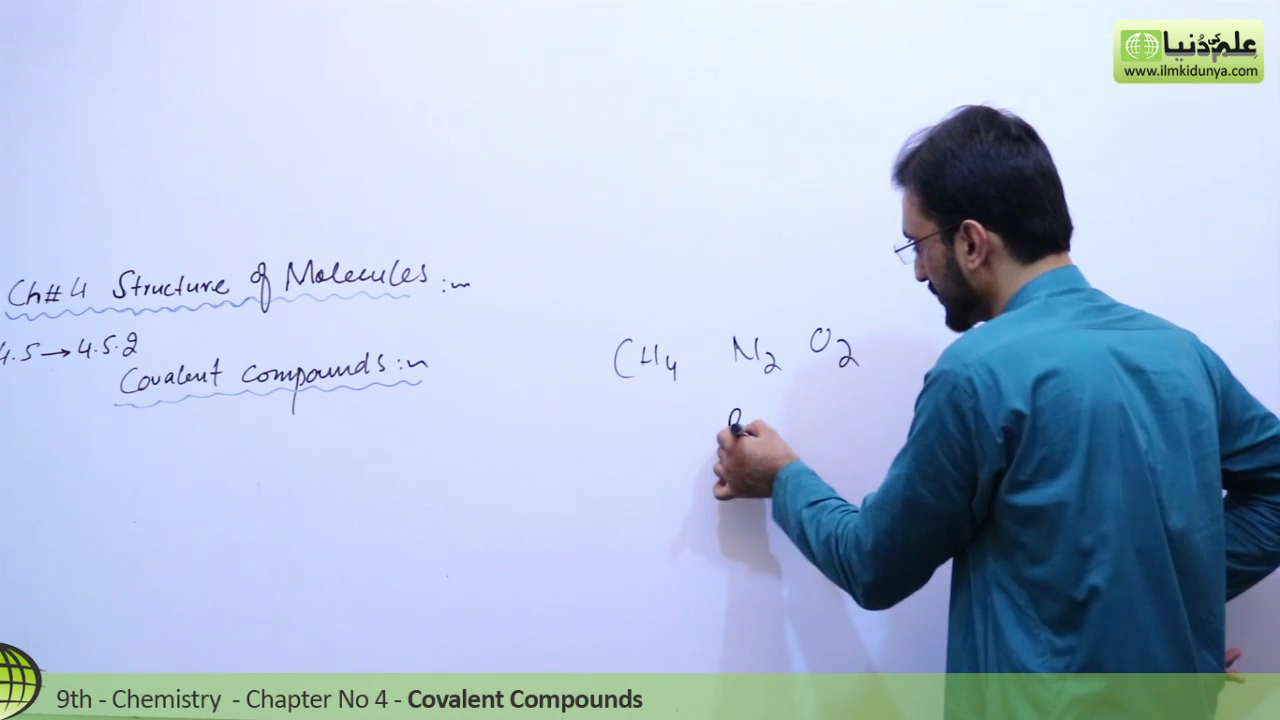 علم کی دُنیا
www.ilmkidunya.com
Ch#4 Structure of Molecules :~
4.5→4.5.2
Covalent compounds :~
CH4 N2 O2
9th - Chemistry - Chapter No 4 - Covalent Compounds